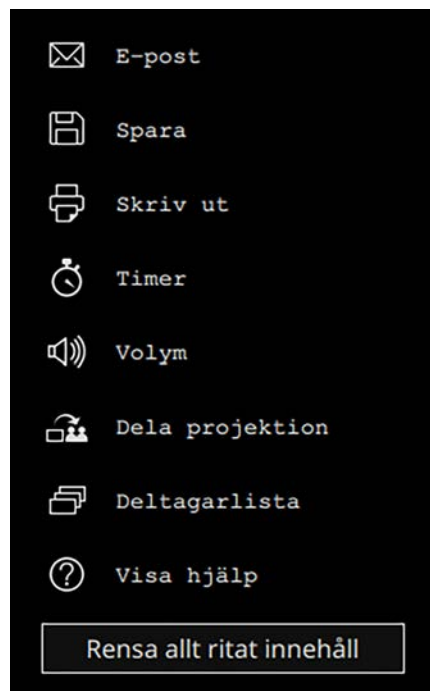 E-post
Spara
Skriv ut
Timer
Volym
Dela projektion
Deltagarlista
Visa hjälp
Rensa allt ritat innehåll